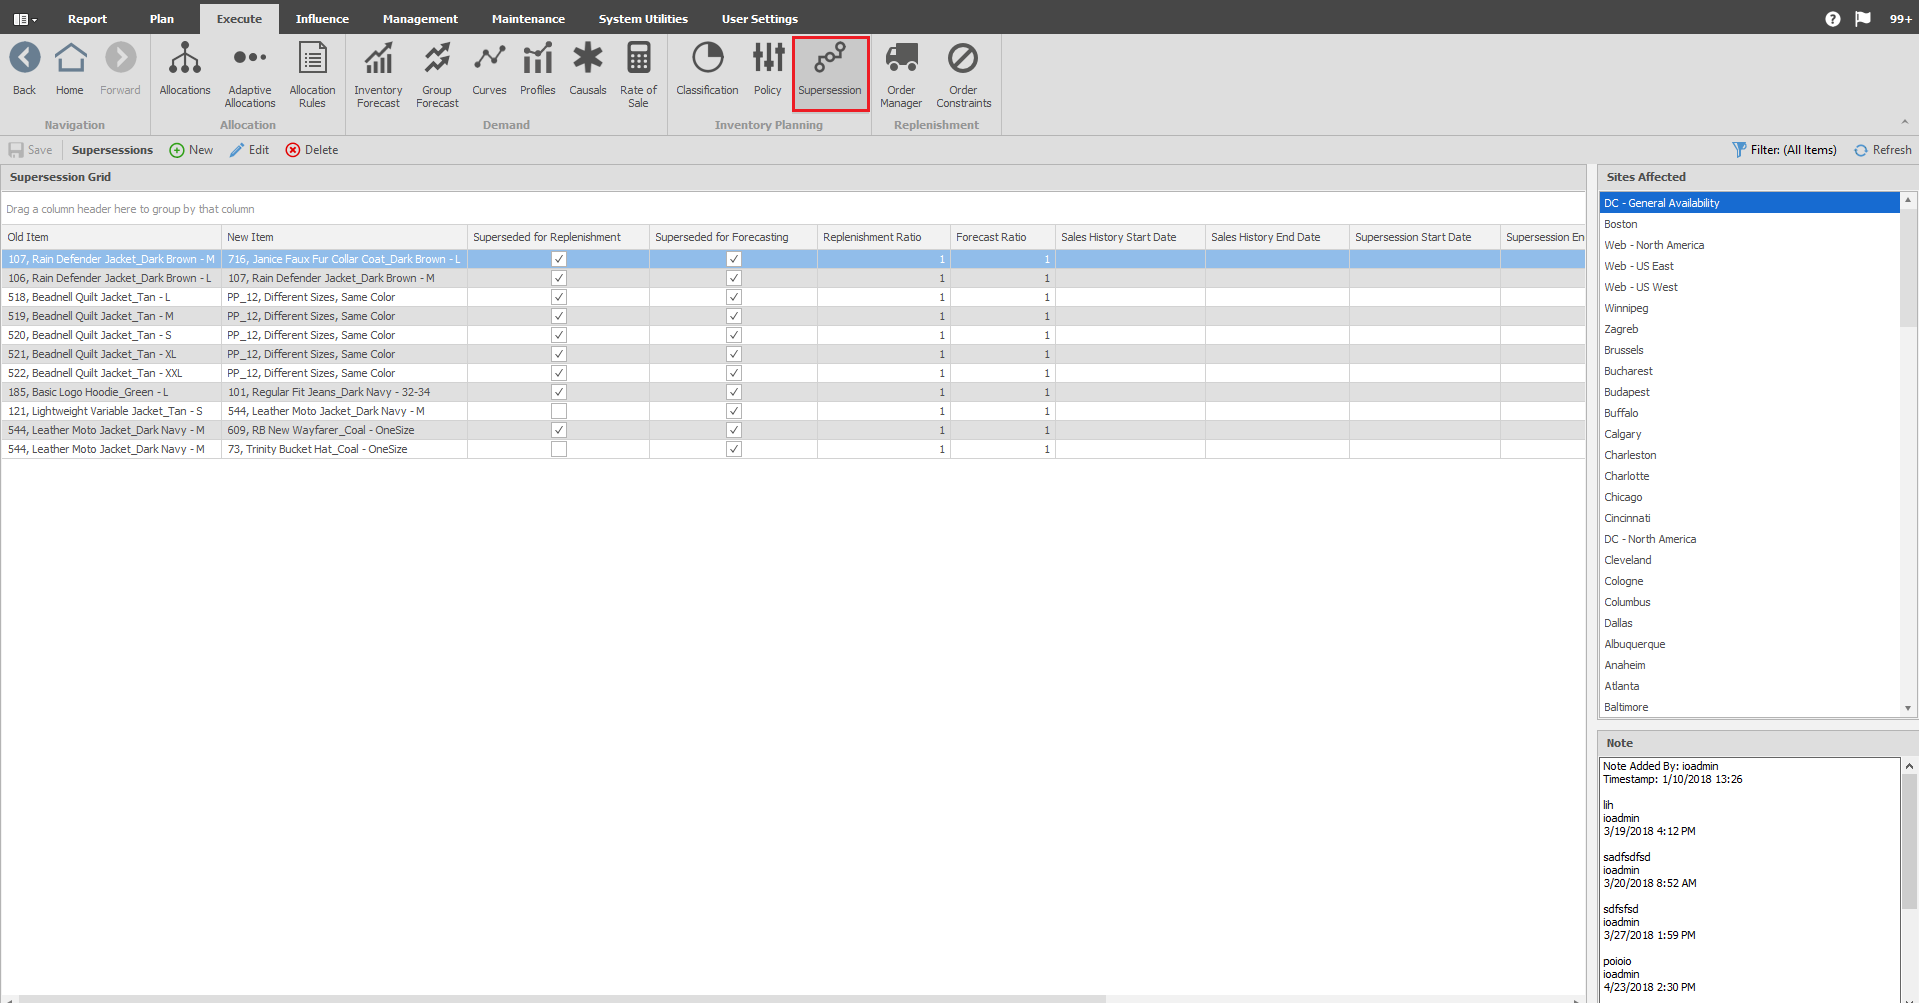 Report Plan Execute Influence Management Maintenance System Utilities User Settings 99+
Back Home Forward Allocations Adaptive Allocations Allocation Rules Inventory Forecast Group Forecast Curves Profiles Causals Rate of Sale Classification Policy Supersession Order Manager Order Constraints
Navigation Allocation Demand Inventory Planning Replenishment
Save Supersessions New Edit Delete Filter: (All Items) Refresh
Supersession Grid
Drag a column header here to group by that column
Old Item New Item Superseded for Replenishment Superseded for Forecasting Replenishment Ratio Forecast Ratio Sales History Start Date Sales History End Date Supersession Start Date Supersession En
107, Rain Defender Jacket_Dark Brown - M 716, Janice Faux Fur Collar Coat_Dark Brown - L 1 1
106, Rain Defender Jacket_Dark Brown - L 107, Rain Defender Jacket_Dark Brown - M 1 1
518, Beadnell Quilt Jacket_Tan - L PP_12, Different Sizes, Same Color 1 1
519, Beadnell Quilt Jacket_Tan - M PP_12, Different Sizes, Same Color 1 1
520, Beadnell Quilt Jacket_Tan - S PP_12, Different Sizes, Same Color 1 1
521, Beadnell Quilt Jacket_Tan - XL PP_12, Different Sizes, Same Color 1 1
522, Beadnell Quilt Jacket_Tan - XXL PP_12, Different Sizes, Same Color 1 1
185, Basic Logo Hoodie_Green - L 101, Regular Fit Jeans_Dark Navy - 32-34 1 1
121, Lightweight Variable Jacket_Tan - S 544, Leather Moto Jacket_Dark Navy - M 1 1
544, Leather Moto Jacket_Dark Navy - M 609, RB New Wayfarer_Coal - OneSize 1 1
544, Leather Moto Jacket_Dark Navy - M 73, Trinity Bucket Hat_Coal - OneSize 1 1
Sites Affected
DC - General Availability
Boston
Web - North America
Web - US East
Web - US West
Winnipeg
Zagreb
Brussels
Bucharest
Budapest
Buffalo
Calgary
Charleston
Charlotte
Chicago
Cincinnati
DC - North America
Cleveland
Cologne
Columbus
Dallas
Albuquerque
Anaheim
Atlanta
Baltimore
Note
Note Added By: ioadmin
Timestamp: 1/10/2018 13:26
lih
ioadmin
3/19/2018 4:12 PM
sadfsdfsd
ioadmin
3/20/2018 8:52 AM
sdfsfsd
ioadmin
3/27/2018 1:59 PM
poioio
ioadmin
4/23/2018 2:30 PM